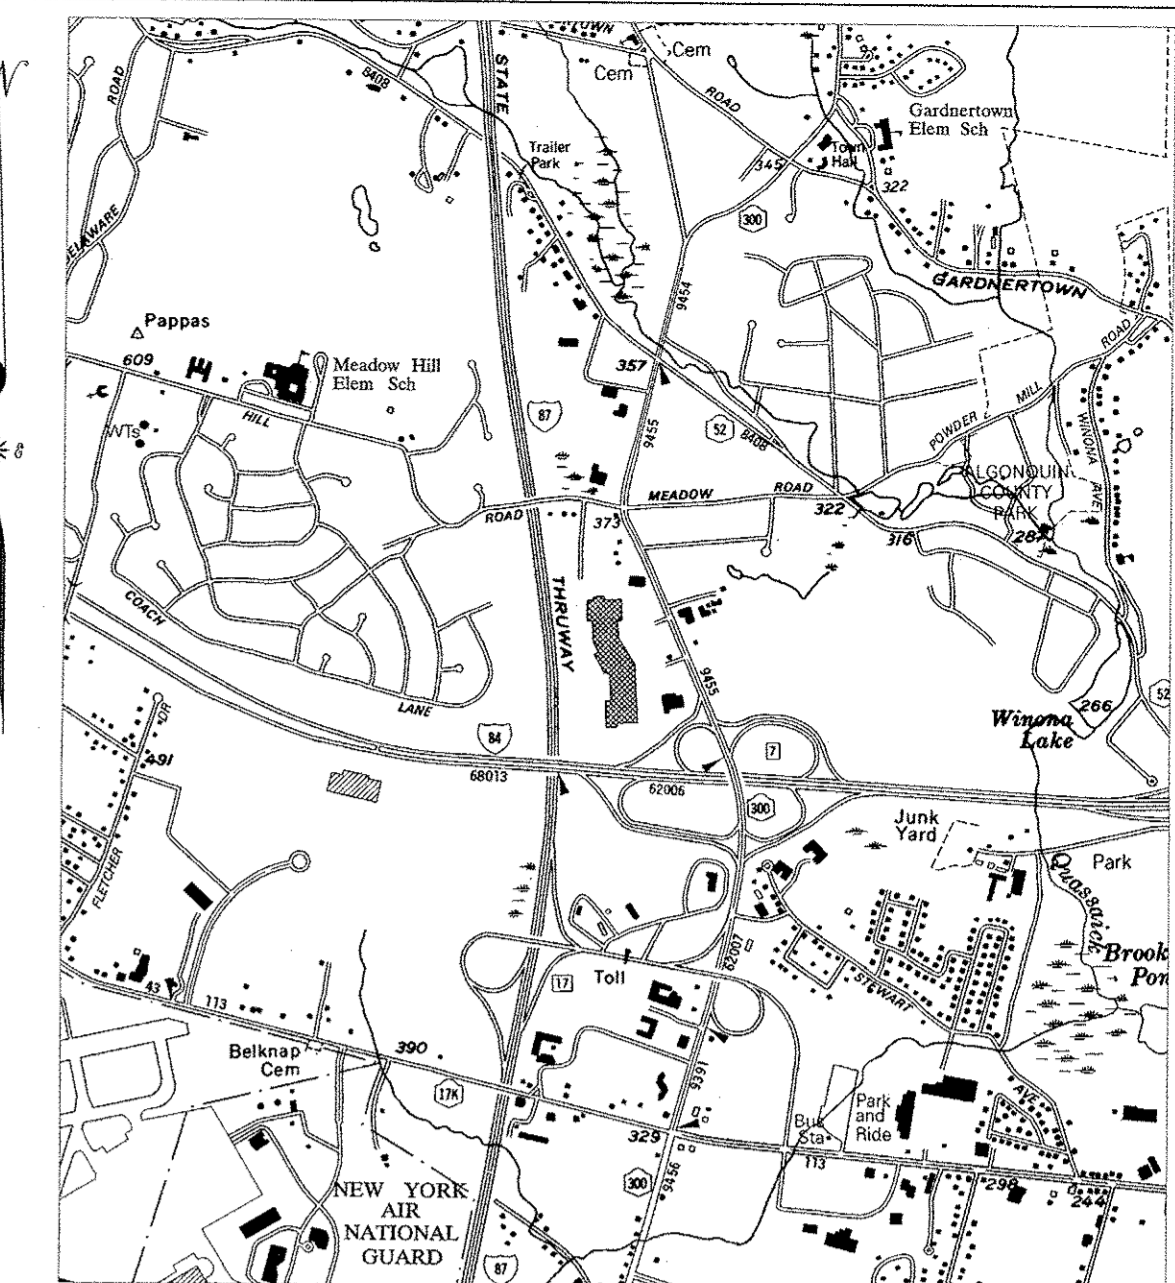 TOWN
STATE
Cem
Cem
ROAD
ROAD
8408
Gardnertown
Elem Sch
Trailer
Park
Town
Hall
345
322
300
DELAWARE
GARDNERTOWN
9454
Pappas
609
Meadow Hill
Elem Sch
357
ROAD
MILL
POWDER
HILL
87
52
8408
9455
WINONA
AVE
WTs
ALGONQUIN
COUNTY
PARK
MEADOW
ROAD
ROAD
322
373
316
287
COACH
THRUWAY
LANE
9455
52
266
Winona
Lake
DR
491
84
7
68013
62006
300
Junk
Yard
Park
FLETCHER
Quassaick
62007
Brook
Toll
17
STEWART
43
113
Belknap
Cem
390
17K
9391
AVE
Park
and
Ride
Bus
Sta
329
113
300
9456
298
244
NEW YORK
AIR
NATIONAL
GUARD
87